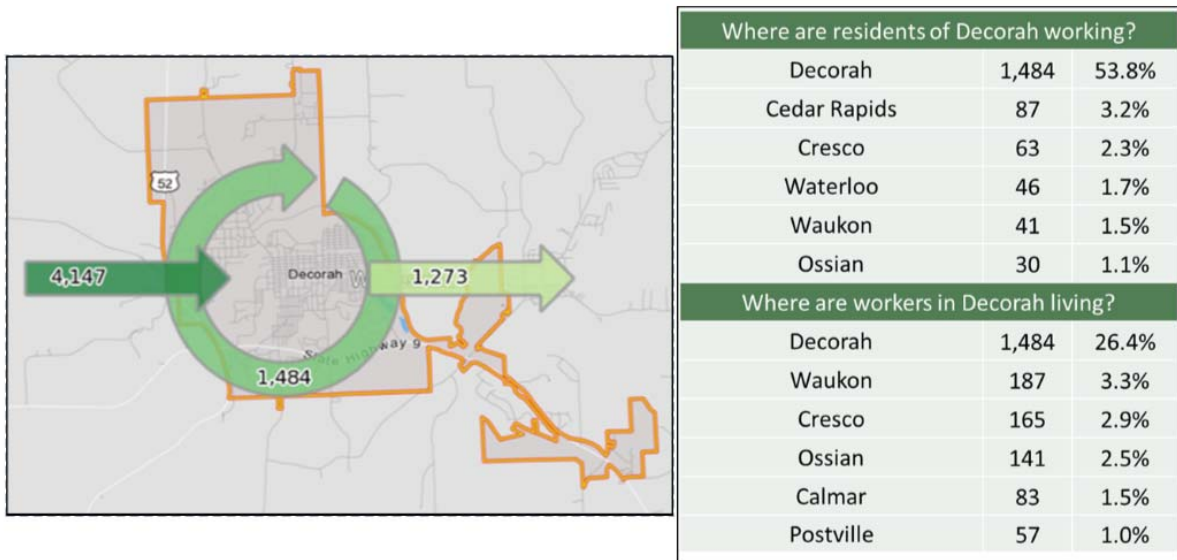 52
4,147
Decorah
1,273
State Highway 9
1,484
Where are residents of Decorah working?
Decorah 1,484 53.8%
Cedar Rapids 87 3.2%
Cresco 63 2.3%
Waterloo 46 1.7%
Waukon 41 1.5%
Ossian 30 1.1%
Where are workers in Decorah living?
Decorah 1,484 26.4%
Waukon 187 3.3%
Cresco 165 2.9%
Ossian 141 2.5%
Calmar 83 1.5%
Postville 57 1.0%